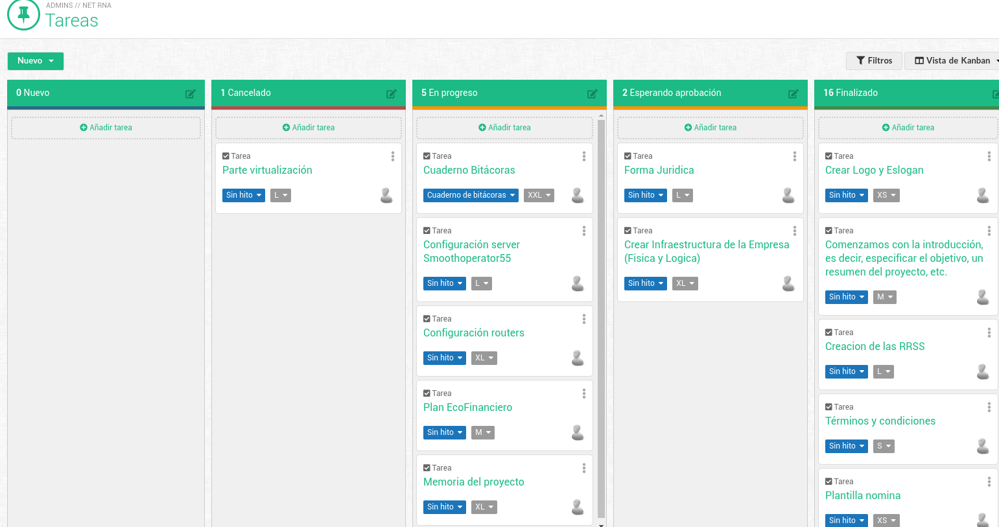 ADMINS // NET RNA
Tareas
Nuevo
Filtros
Vista de Kanban
0 Nuevo
Añadir tarea
1 Cancelado
Añadir tarea
Tarea
Parte virtualización
Sin hito
L
5 En progreso
Añadir tarea
Tarea
Cuaderno Bitácoras
Cuaderno de bitácoras
XXL
Tarea
Configuración server
Smoothoperator55
Sin hito
L
Tarea
Configuración routers
Sin hito
XL
Tarea
Plan EcoFinanciero
Sin hito
M
Tarea
Memoria del proyecto
Sin hito
XL
2 Esperando aprobación
Añadir tarea
Tarea
Forma Juridica
Sin hito
L
Tarea
Crear Infraestructura de la Empresa
(Fisica y Logica)
Sin hito
XL
16 Finalizado
Añadir tarea
Tarea
Crear Logo y Eslogan
Sin hito
XS
Tarea
Comenzamos con la introducción,
es decir, especificar el objetivo, un
resumen del proyecto, etc.
Sin hito
M
Tarea
Creacion de las RRSS
Sin hito
L
Tarea
Términos y condiciones
Sin hito
S
Tarea
Plantilla nomina
Sin hito
XS